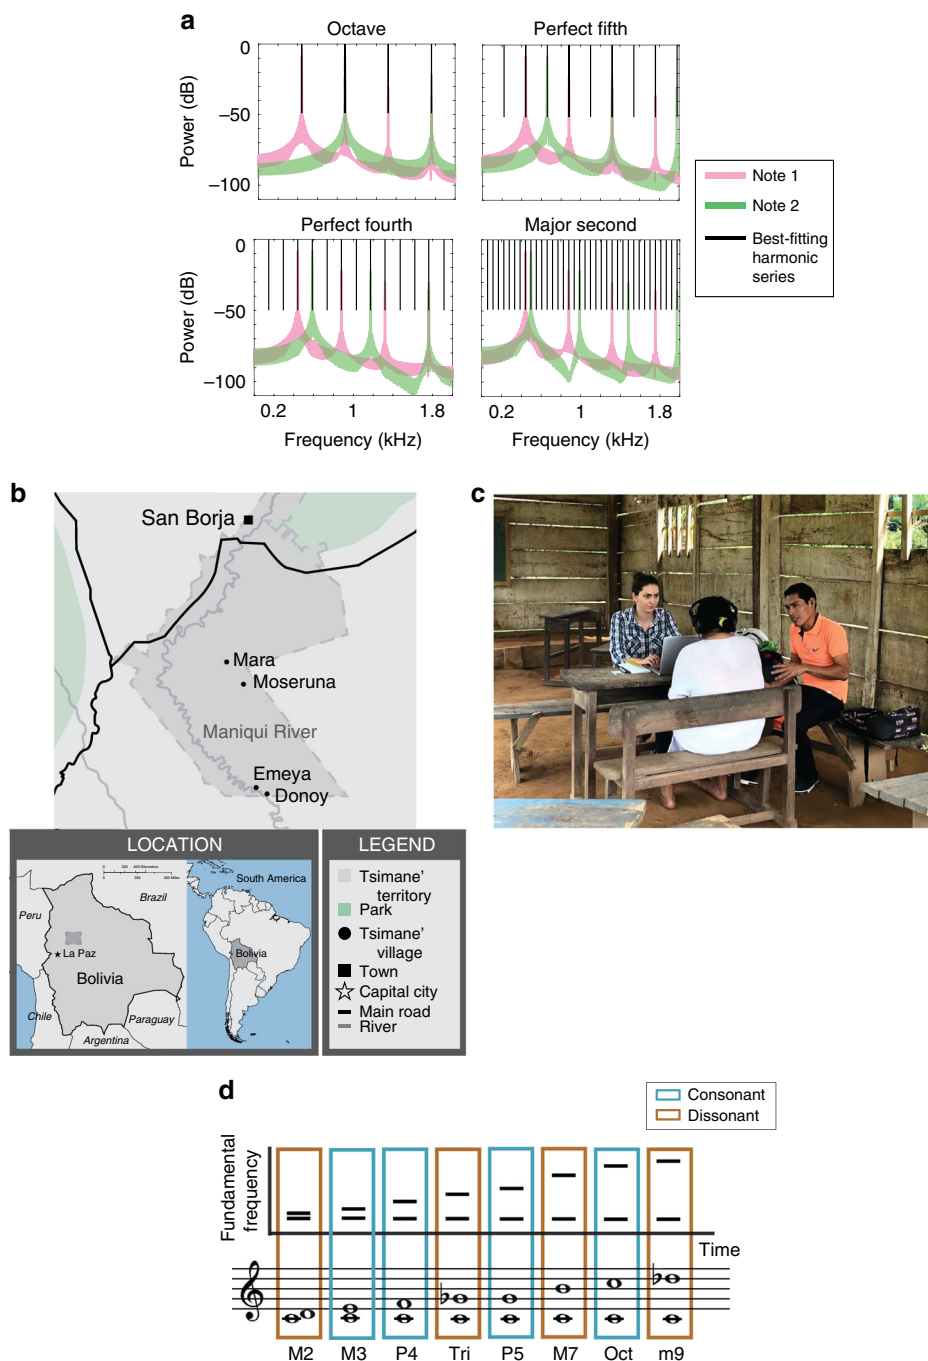 a
Octave
Perfect fifth
Power (dB)
0
−50
−100
Note 1
Note 2
Best-fitting
harmonic
series
Perfect fourth
Major second
Power (dB)
0
−50
−100
0.2
1
1.8
0.2
1
1.8
Frequency (kHz)
Frequency (kHz)
b
San Borja
Mara
Moseruna
Maniqui River
Emeya
Donoy
c
LOCATION
Peru
Brazil
La Paz
Bolivia
Chile
Paraguay
Argentina
South America
Bolivia
LEGEND
Tsimane'
territory
Park
Tsimane'
village
Town
Capital city
Main road
River
d
Consonant
Dissonant
Fundamental
frequency
Time
M2
M3
P4
Tri
P5
M7
Oct
m9